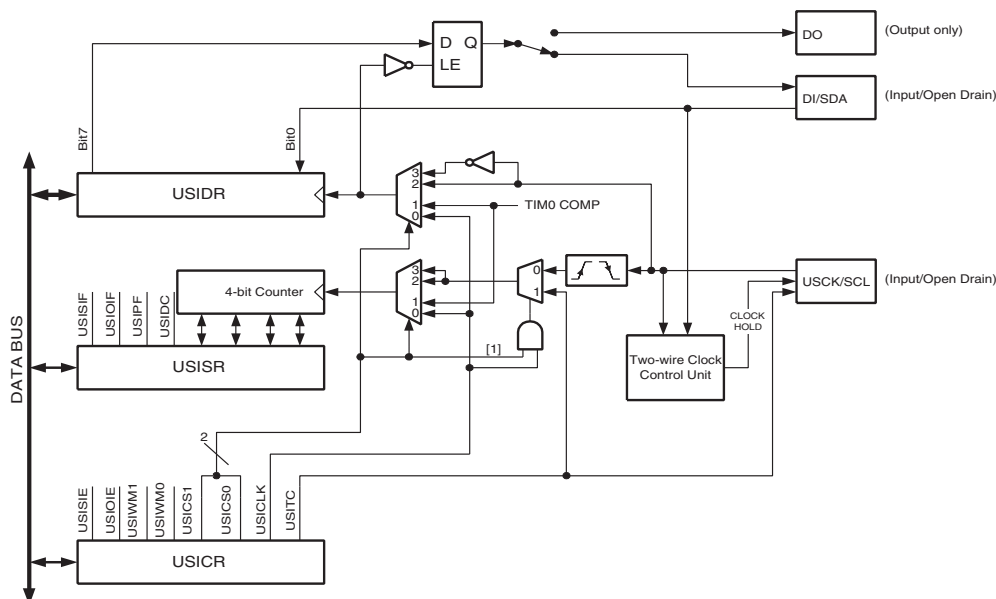 D Q
LE
DO
(Output only)
DI/SDA
(Input/Open Drain)
Bit7
Bit0
USIDR
3
2
1
0
TIM0 COMP
DATA BUS
4-bit Counter
3
2
1
0
0
1
USCK/SCL
(Input/Open Drain)
CLOCK
HOLD
USISIF
USIOIF
USIPF
USIDC
[1]
USISR
Two-wire Clock
Control Unit
2
USISIE
USIOIE
USIWM1
USIWM0
USICS1
USICS0
USICLK
USITC
USICR